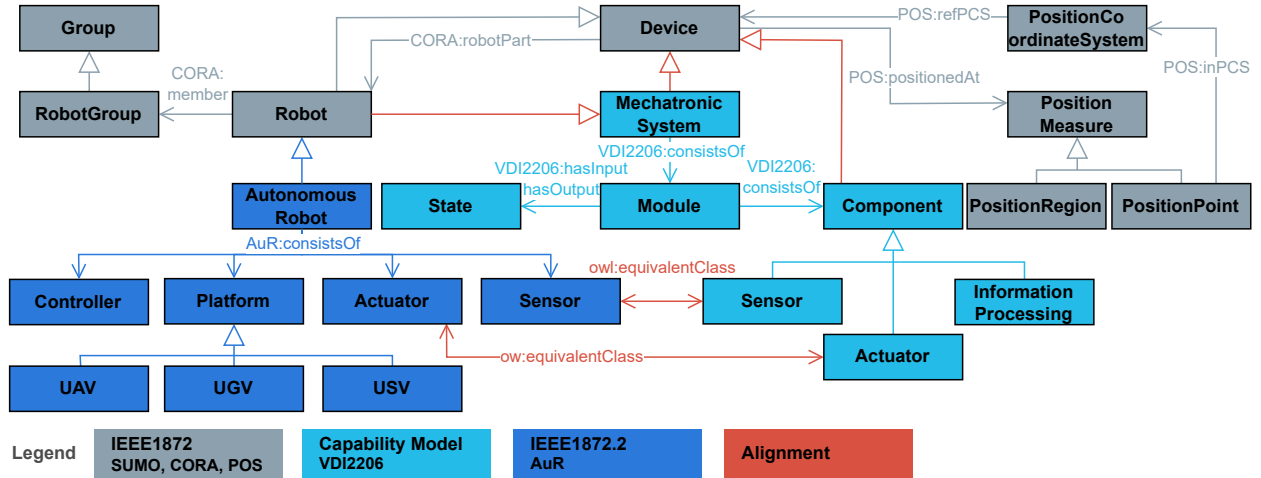 Group
Device
POS:refPCS
PositionCo
ordinateSystem
CORA:robotPart
CORA:
member
POS:positionedAt
POS:inPCS
RobotGroup
Robot
Mechatronic
System
Position
Measure
VDI2206:consistsOf
VDI2206:hasInput
hasOutput
VDI2206:
consistsOf
Autonomous
Robot
State
Module
Component
PositionRegion
PositionPoint
AuR:consistsOf
owl:equivalentClass
Controller
Platform
Actuator
Sensor
Sensor
Information
Processing
ow:equivalentClass
Actuator
UAV
UGV
USV
Legend
IEEE1872
SUMO, CORA, POS
Capability Model
VDI2206
IEEE1872.2
AuR
Alignment